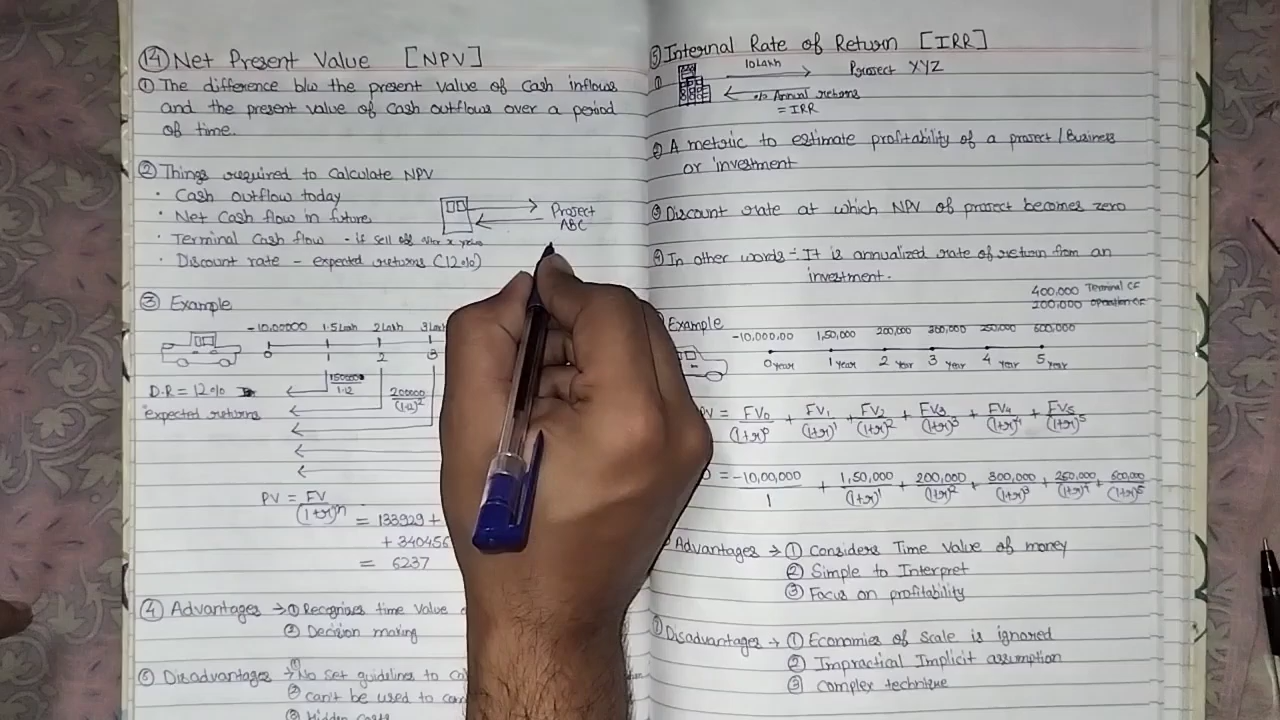 ⑭ Net Present Value [NPV]
① The difference b/w the present value of cash inflows
and the present value of cash outflows over a period
of time.
② Things required to calculate NPV
· Cash outflow today
· Net Cash flow in future
· Terminal Cash flow - if sell off after x years
· Discount rate - expected returns (12%)
Project
ABC
③ Example
-10,00000 1.5Lakh 2Lakh 3Lakh
0 2 3
D.R = 12%
expected returns
150000
1.12
200000
(1.12)²
PV = FV
(1+r)ⁿ
= 133929 +
+ 340456
= 6237
④ Advantages → ① Recognises time value
② Decision making
⑤ Disadvantages → ① No set guidelines to
② can't be used to
③ Hidden costs
⑤ Internal Rate of Return [IRR]
① 10Lakh Project XYZ
% Annual returns
= IRR
② A metric to estimate profitability of a project/Business
or investment
③ Discount rate at which NPV of project becomes zero
④ In other words - It is annualized rate of return from an
investment.
400,000 Terminal CF
200,000 Operation CF
Example
-10,000,00 1,50,000 200,000 300,000 250,000 600,000
0 year 1 year 2 year 3 year 4 year 5 year
= FV₀/(1+r)⁰ + FV₁/(1+r)¹ + FV₂/(1+r)² + FV₃/(1+r)³ + FV₄/(1+r)⁴ + FV₅/(1+r)⁵
= -10,00,000/1 + 1,50,000/(1+r)¹ + 200,000/(1+r)² + 300,000/(1+r)³ + 250,000/(1+r)⁴ + 600,000/(1+r)⁵
Advantages → ① Considers Time Value of money
② Simple to Interpret
③ Focus on profitability
Disadvantages → ① Economies of scale is ignored
② Impractical Implicit assumption
③ Complex technique